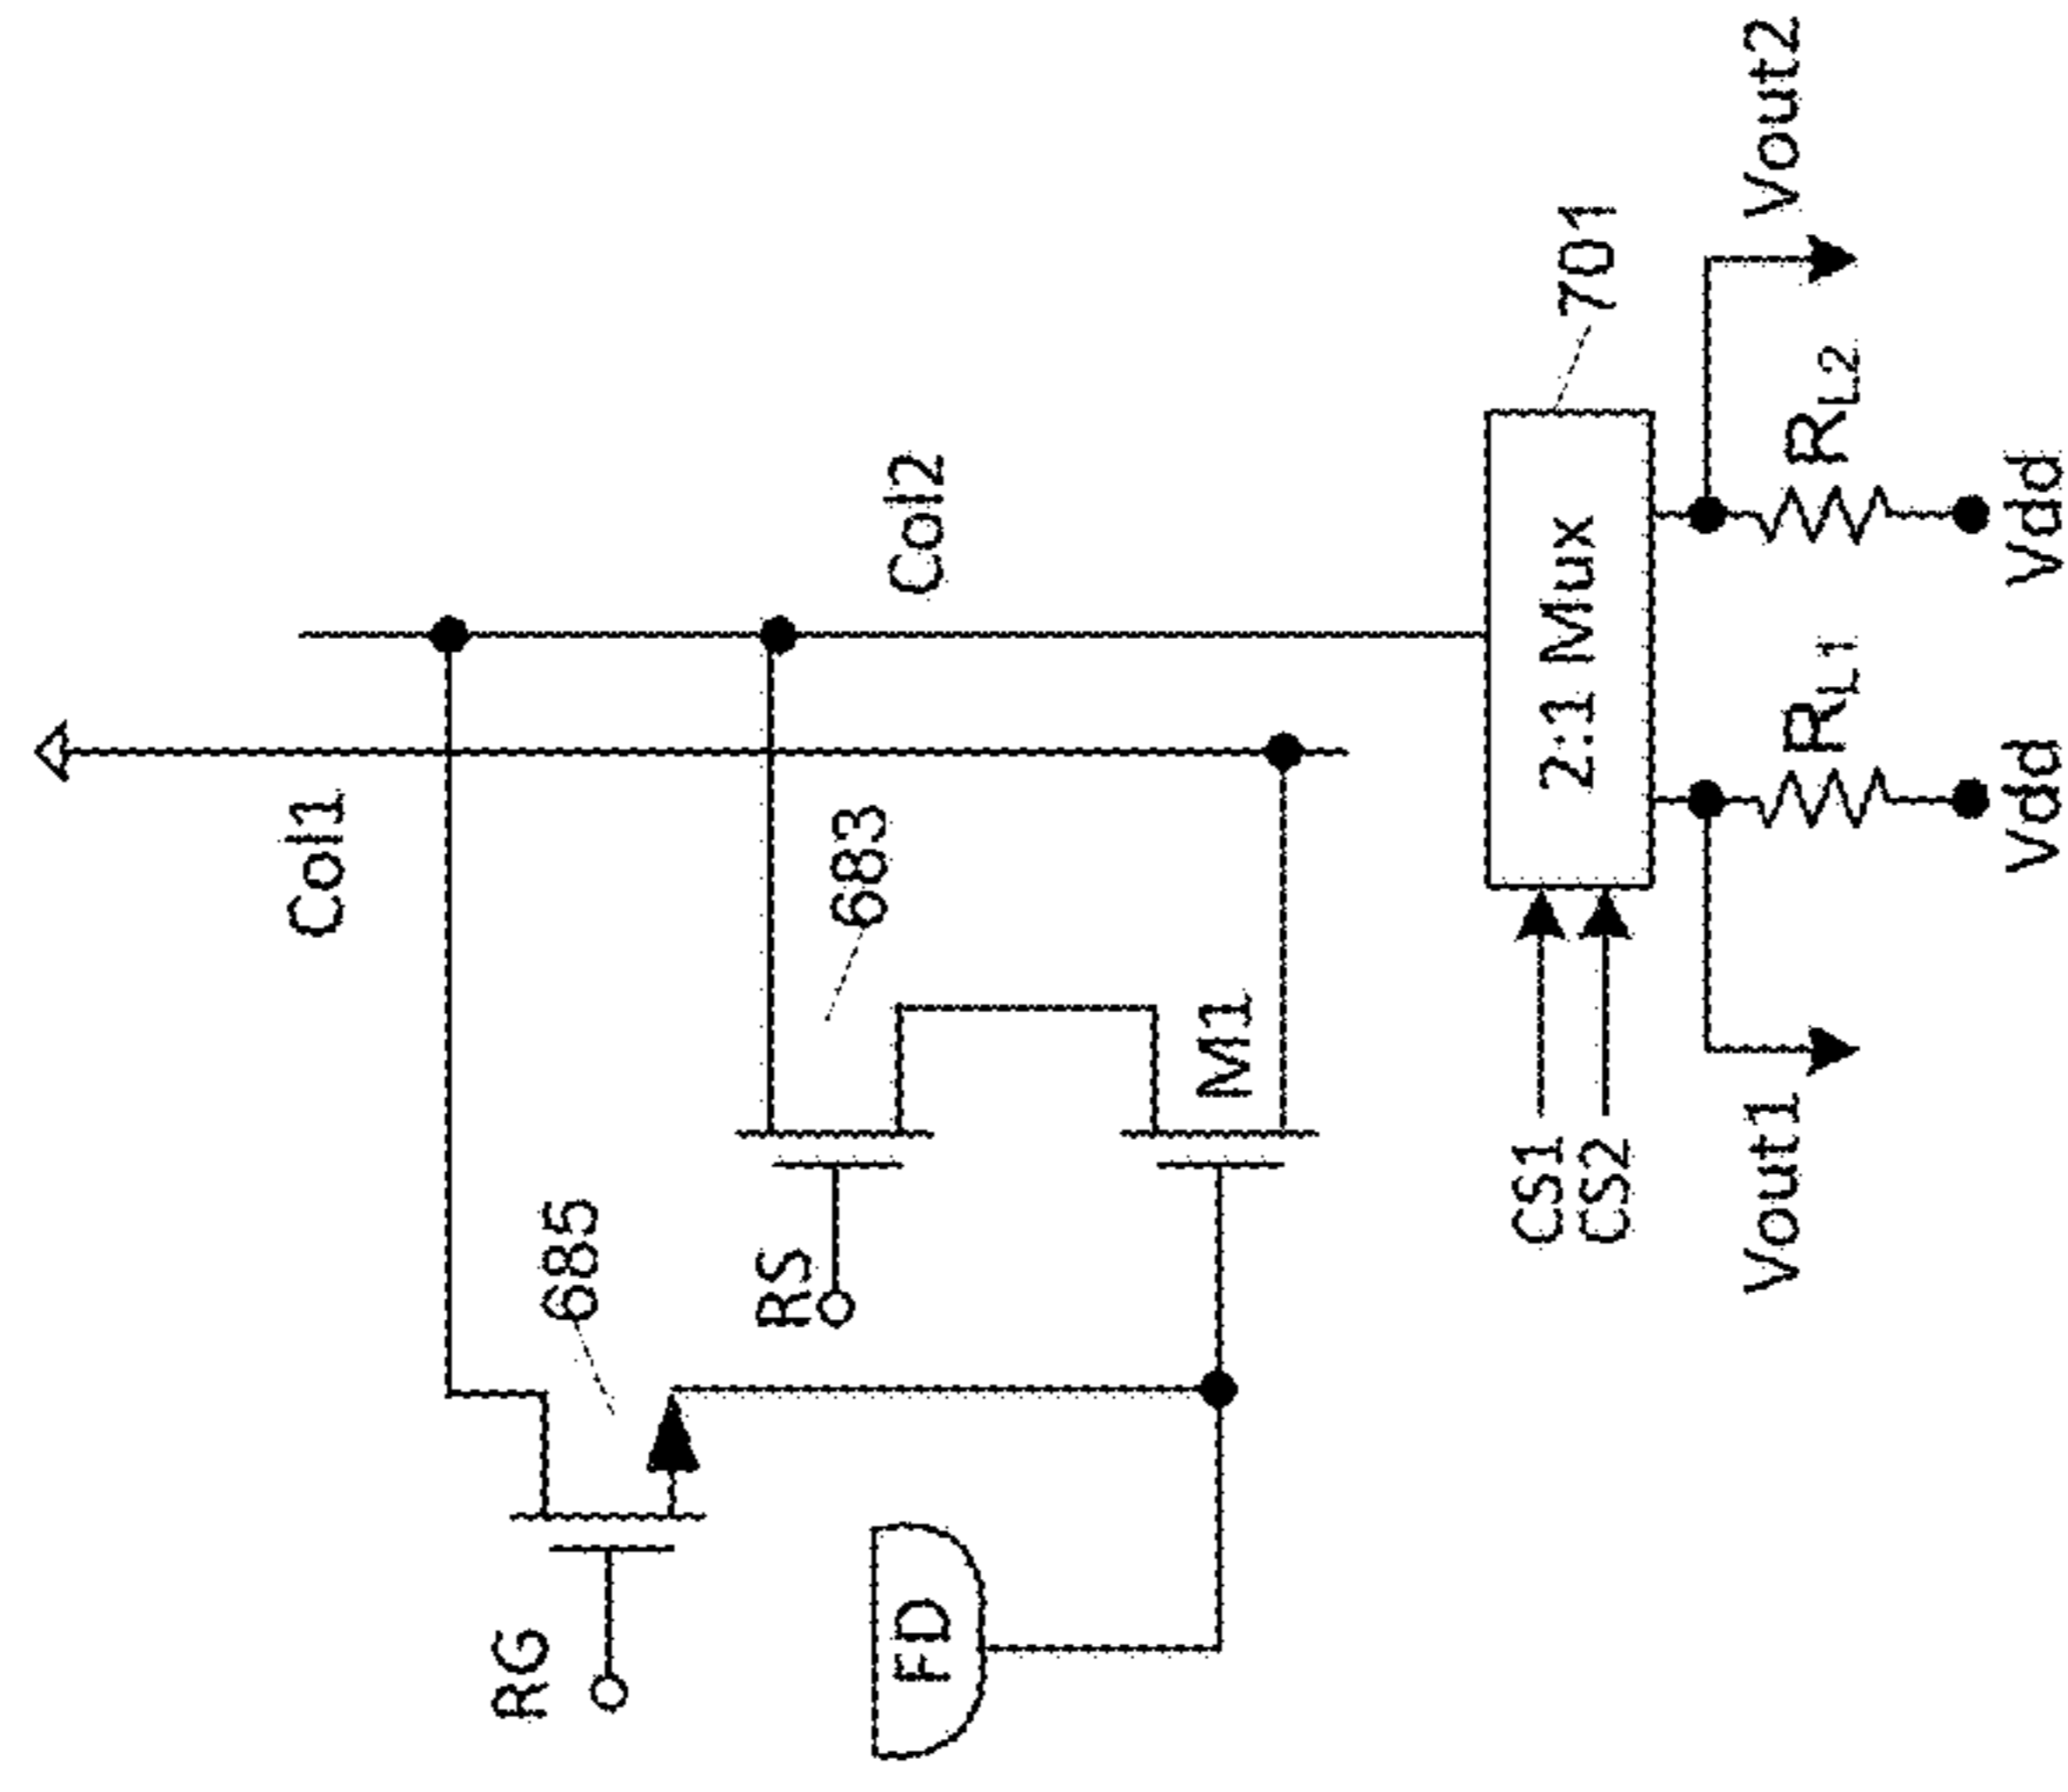 RG
685
Col1
FD
RS
683
Col2
M1
CS1
CS2
2:1 Mux
701
Vout1
RL1
RL2
Vout2
Vdd
Vdd